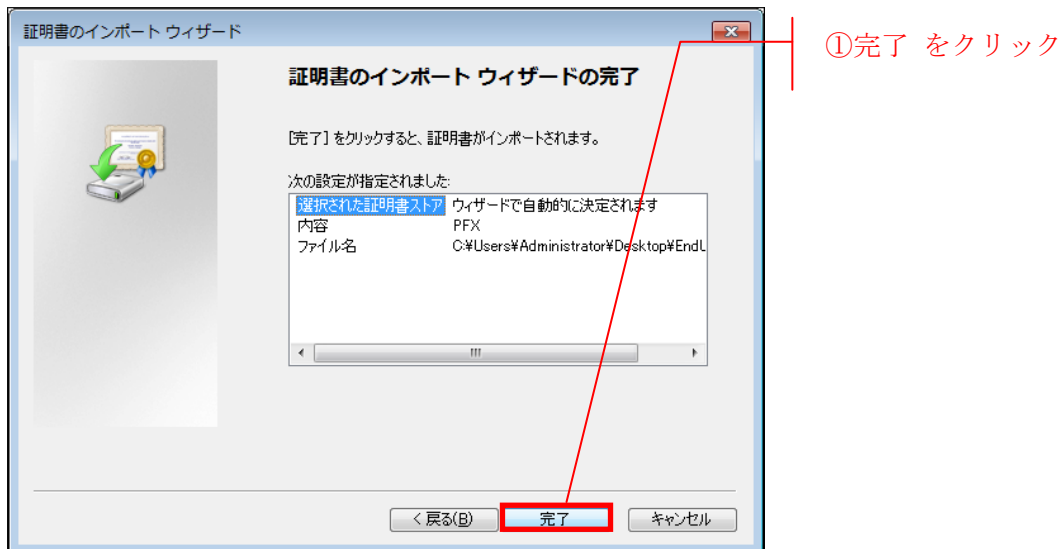 証明書のインポート ウィザード
①完了 をクリック
証明書のインポート ウィザードの完了
[完了] をクリックすると、証明書がインポートされます。
次の設定が指定されました:
選択された証明書ストア ウィザードで自動的に決定されます
内容 PFX
ファイル名 C:¥Users¥Administrator¥Desktop¥EndU
< 戻る(B) 完了 キャンセル